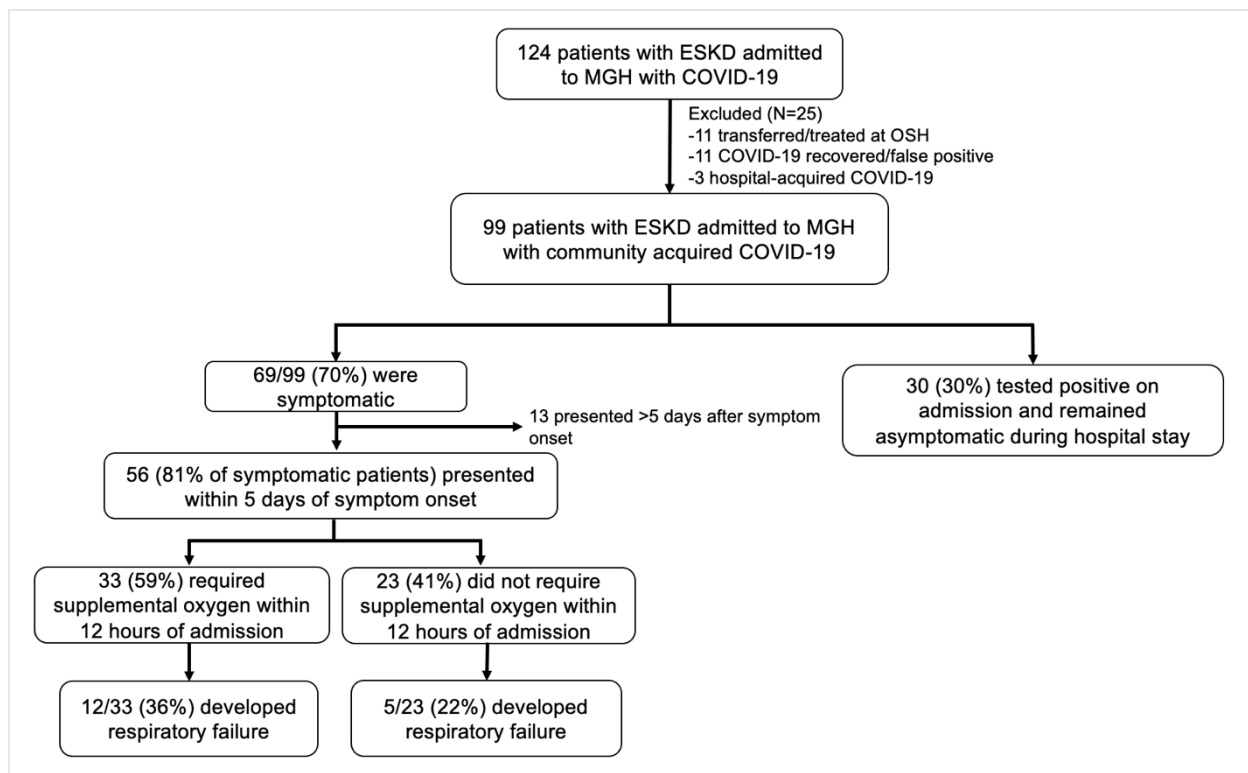 124 patients with ESKD admitted
to MGH with COVID-19
Excluded (N=25)
-11 transferred/treated at OSH
-11 COVID-19 recovered/false positive
-3 hospital-acquired COVID-19
99 patients with ESKD admitted to MGH
with community acquired COVID-19
69/99 (70%) were
symptomatic
30 (30%) tested positive on
admission and remained
asymptomatic during hospital stay
13 presented >5 days after symptom
onset
56 (81% of symptomatic patients) presented
within 5 days of symptom onset
33 (59%) required
supplemental oxygen within
12 hours of admission
23 (41%) did not require
supplemental oxygen within
12 hours of admission
12/33 (36%) developed
respiratory failure
5/23 (22%) developed
respiratory failure